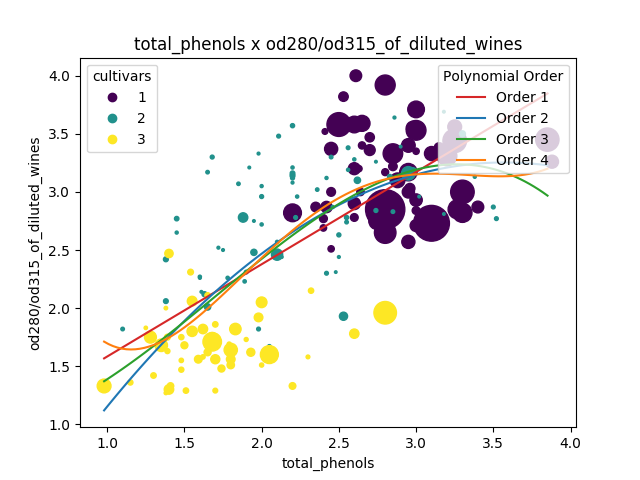 total_phenols x od280/od315_of_diluted_wines
cultivars
1
2
3
Polynomial Order
Order 1
Order 2
Order 3
Order 4
4.0
3.5
3.0
2.5
2.0
1.5
1.0
od280/od315_of_diluted_wines
1.0 1.5 2.0 2.5 3.0 3.5 4.0
total_phenols